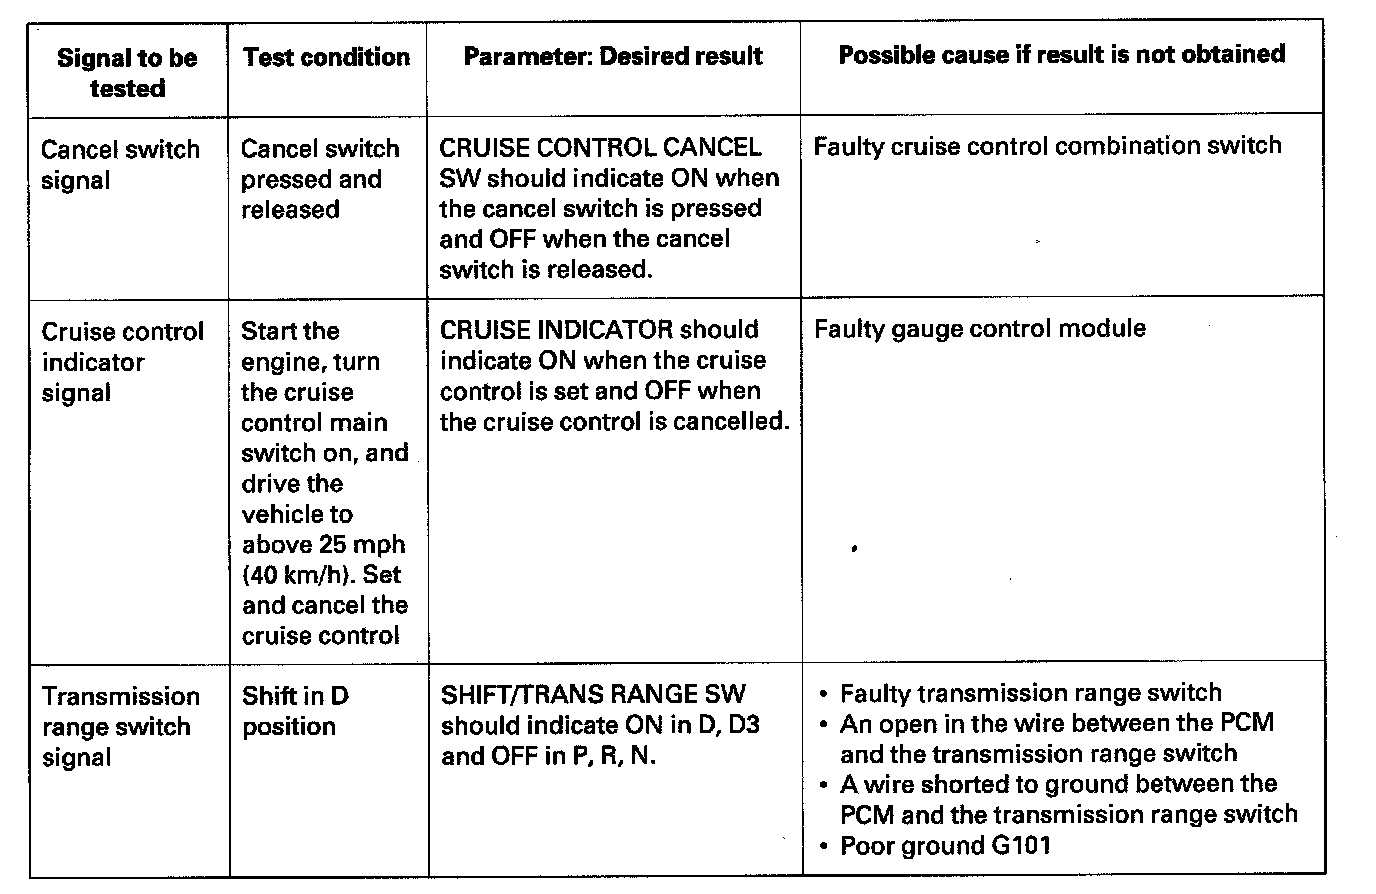 Signal to be
tested
Test condition
Parameter: Desired result
Possible cause if result is not obtained
Cancel switch
signal
Cancel switch
pressed and
released
CRUISE CONTROL CANCEL
SW should indicate ON when
the cancel switch is pressed
and OFF when the cancel
switch is released.
Faulty cruise control combination switch
Cruise control
indicator
signal
Start the
engine, turn
the cruise
control main
switch on, and
drive the
vehicle to
above 25 mph
(40 km/h). Set
and cancel the
cruise control
CRUISE INDICATOR should
indicate ON when the cruise
control is set and OFF when
the cruise control is cancelled.
Faulty gauge control module
Transmission
range switch
signal
Shift in D
position
SHIFT/TRANS RANGE SW
should indicate ON in D, D3
and OFF in P, R, N.
• Faulty transmission range switch
• An open in the wire between the PCM
and the transmission range switch
• A wire shorted to ground between the
PCM and the transmission range switch
• Poor ground G101